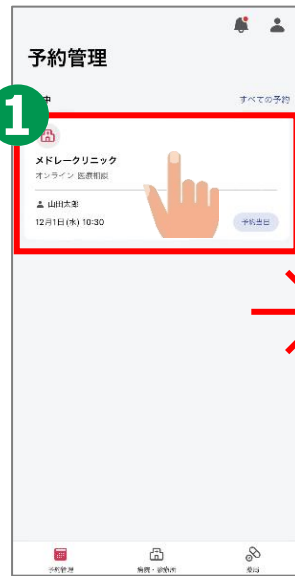 予約管理
1
中
すべての予約
メドレークリニック
オンライン 医療相談
山田太郎
12月1日(水) 10:30
予約当日
予約管理
病院・診療所
薬局